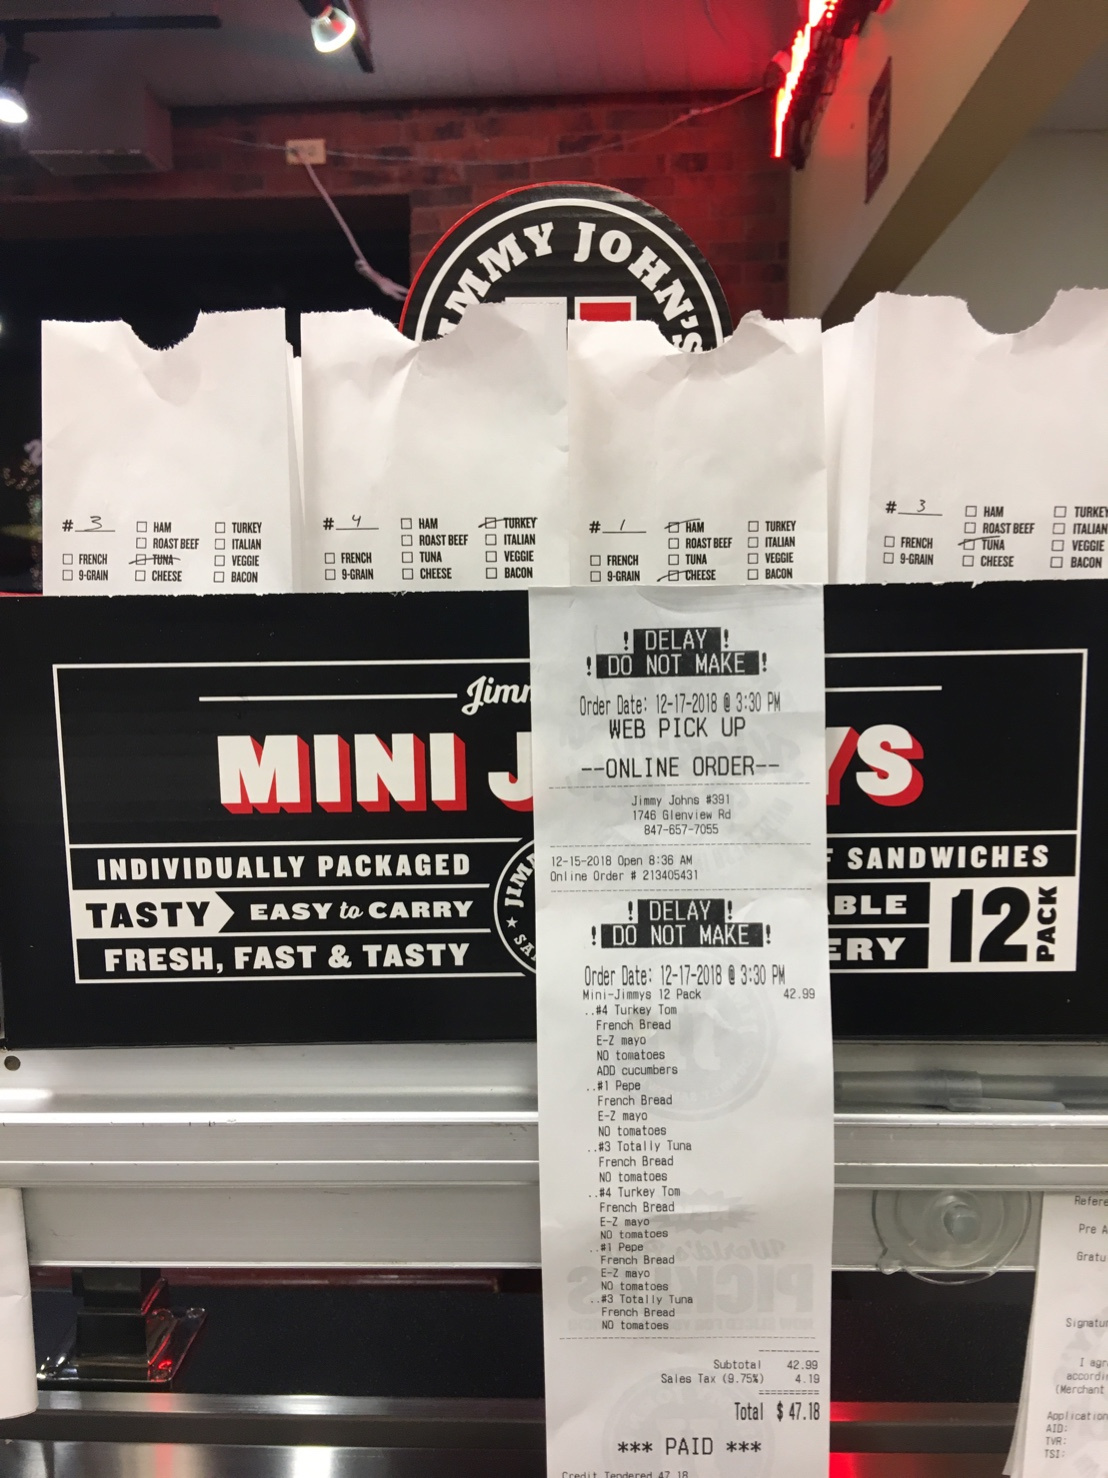 JIMMY JOHN'S
# 3
HAM
TURKEY
ROAST BEEF
ITALIAN
FRENCH
TUNA
VEGGIE
9-GRAIN
CHEESE
BACON
# 4
HAM
TURKEY
ROAST BEEF
ITALIAN
FRENCH
TUNA
VEGGIE
9-GRAIN
CHEESE
BACON
# 1
HAM
TURKEY
ROAST BEEF
ITALIAN
FRENCH
TUNA
VEGGIE
9-GRAIN
CHEESE
BACON
# 3
HAM
TURKEY
ROAST BEEF
ITALIAN
FRENCH
TUNA
VEGGIE
9-GRAIN
CHEESE
BACON
MINI J YS
INDIVIDUALLY PACKAGED
SANDWICHES
TASTY EASY to CARRY
ABLE
FRESH, FAST & TASTY
ERY
12 PACK
! DELAY !
! DO NOT MAKE !
Order Date: 12-17-2018 @ 3:30 PM
WEB PICK UP
--ONLINE ORDER--
Jimmy Johns #391
1746 Glenview Rd
847-657-7055
12-15-2018 Open 8:36 AM
Online Order # 213405431
! DELAY !
! DO NOT MAKE !
Order Date: 12-17-2018 @ 3:30 PM
Mini-Jimmys 12 Pack 42.99
..#4 Turkey Tom
French Bread
E-Z mayo
NO tomatoes
ADD cucumbers
..#1 Pepe
French Bread
E-Z mayo
NO tomatoes
..#3 Totally Tuna
French Bread
NO tomatoes
..#4 Turkey Tom
French Bread
E-Z mayo
NO tomatoes
..#1 Pepe
French Bread
E-Z mayo
NO tomatoes
..#3 Totally Tuna
French Bread
NO tomatoes
Subtotal 42.99
Sales Tax (9.75%) 4.19
Total $ 47.18
*** PAID ***
Credit Tendered 47.18
Refere
Pre A
Gratu
Signatur
I agr
accordin
(Merchant
Application
AID:
TVR:
TSI: